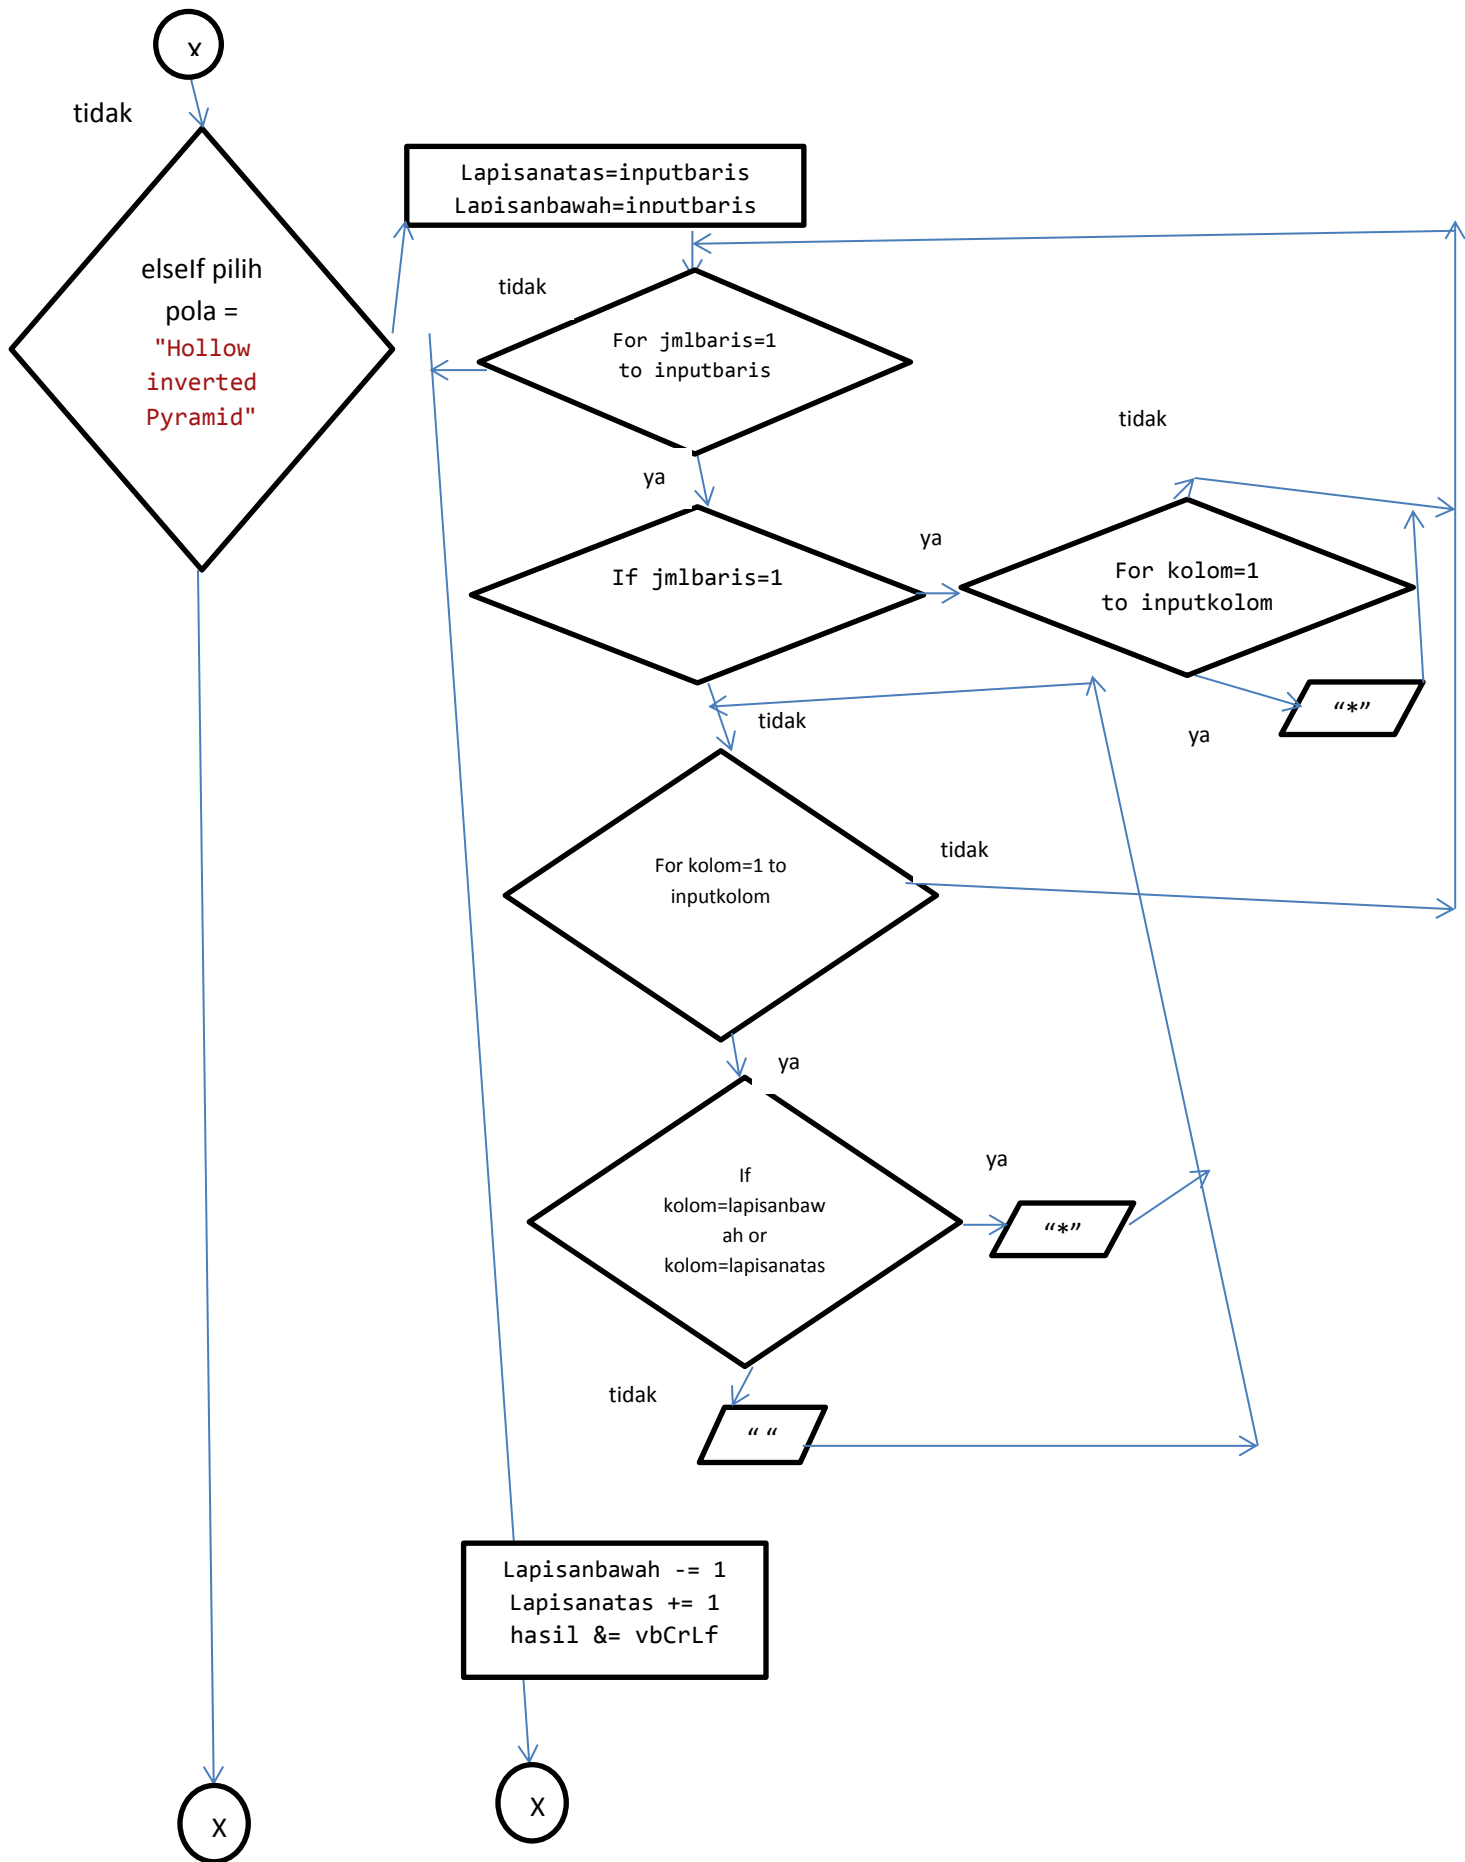 X
tidak
elseIf pilih
pola =
"Hollow
inverted
Pyramid"
Lapisanatas=inputbaris
Lapisanbawah=inputbaris
tidak
For jmlbaris=1
to inputbaris
ya
If jmlbaris=1
ya
tidak
For kolom=1
to inputkolom
“*”
ya
tidak
For kolom=1 to
inputkolom
tidak
ya
If
kolom=lapisanbaw
ah or
kolom=lapisanatas
ya
“*”
tidak
“ “
Lapisanbawah -= 1
Lapisanatas += 1
hasil &= vbCrLf
X
X